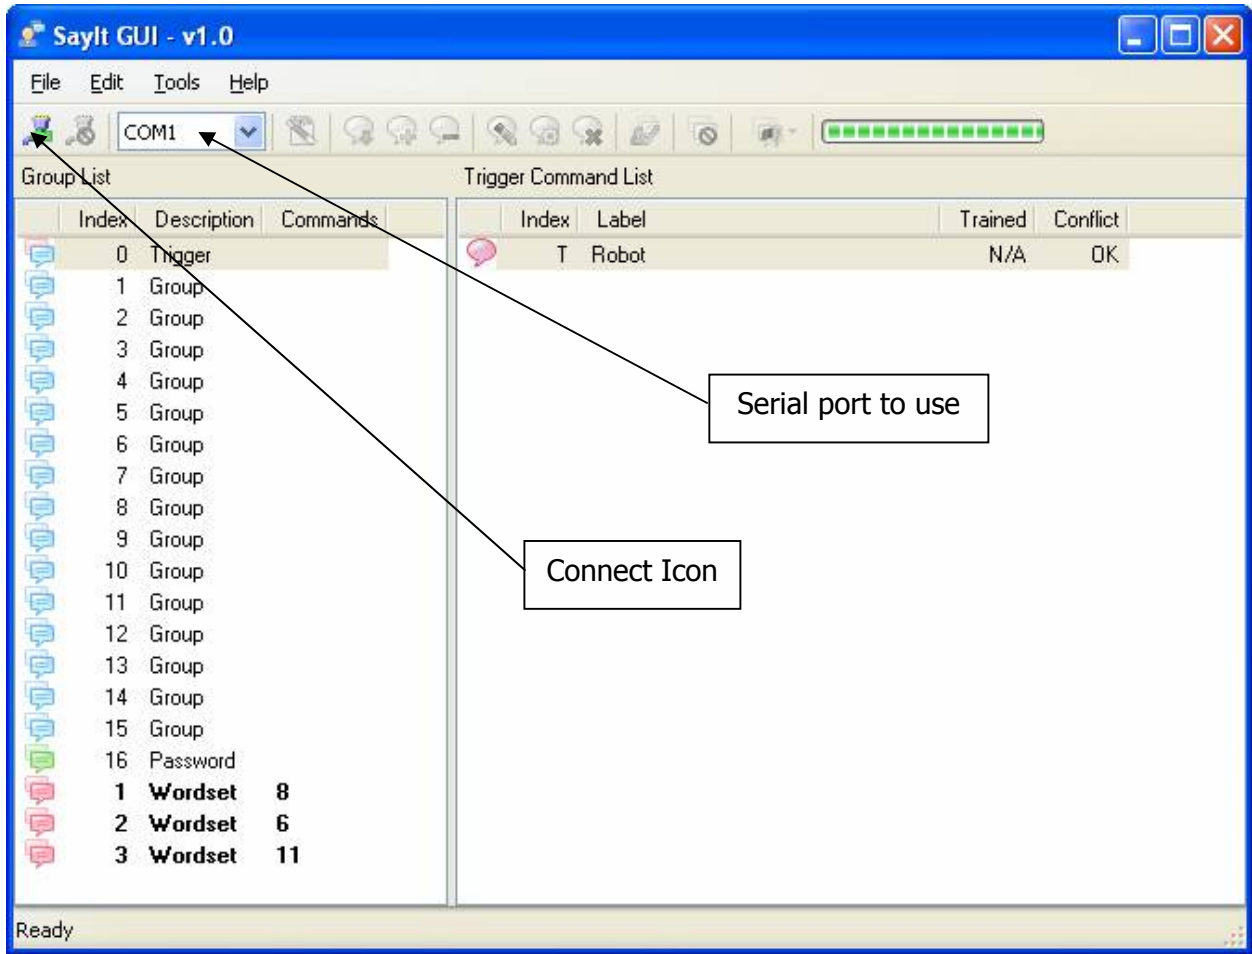 SayIt GUI - v1.0
File Edit Tools Help
COM1
Group List Trigger Command List
Index Description Commands Index Label Trained Conflict
0 Trigger T Robot N/A OK
1 Group
2 Group
3 Group
4 Group
5 Group
6 Group
7 Group
8 Group
9 Group
10 Group
11 Group
12 Group
13 Group
14 Group
15 Group
16 Password
1 Wordset 8
2 Wordset 6
3 Wordset 11
Serial port to use
Connect Icon
Ready